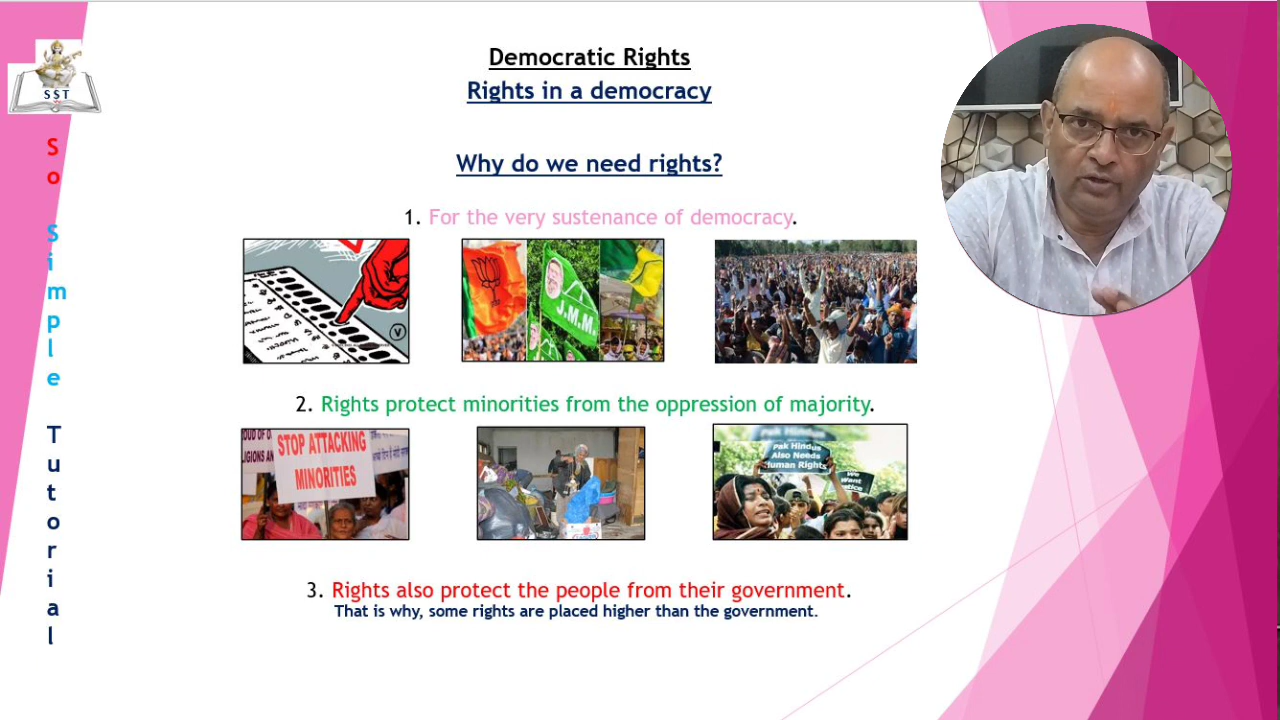 Democratic Rights
Rights in a democracy
Why do we need rights?
1. For the very sustenance of democracy.
J.M.M.
2. Rights protect minorities from the oppression of majority.
STOP ATTACKING
MINORITIES
Pak Hindus
Also Needs
Human Rights
We
Want
3. Rights also protect the people from their government.
That is why, some rights are placed higher than the government.
SST
So Simple Tutorial